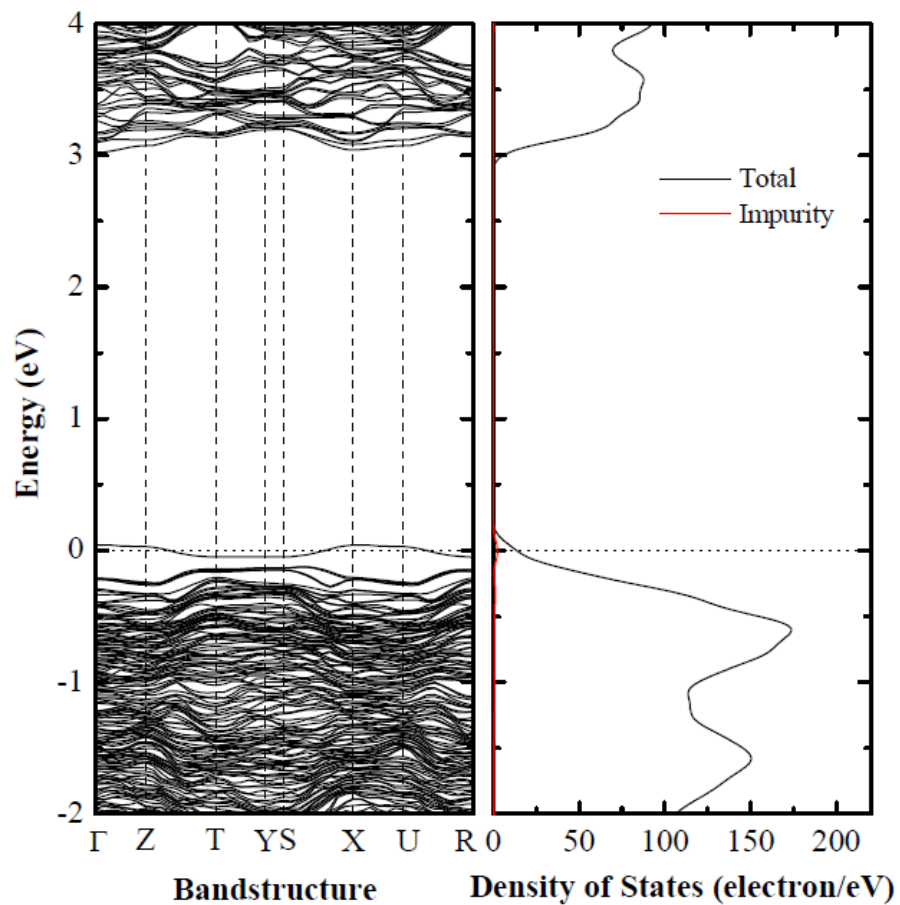 4
3
2
1
0
-1
-2
Energy (eV)
Γ Z T Y S X U R
Bandstructure
Total
Impurity
0 50 100 150 200
Density of States (electron/eV)